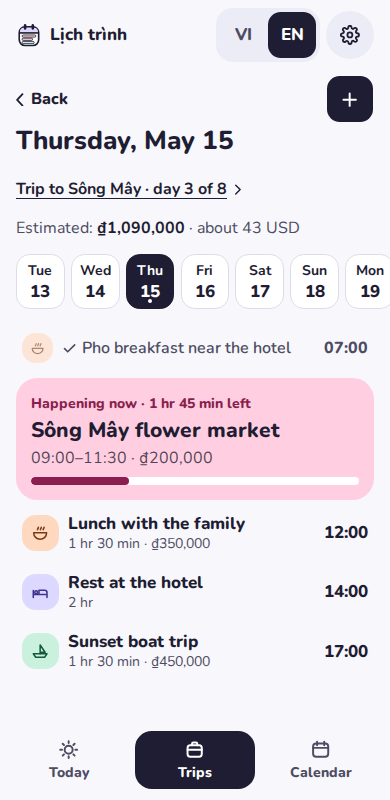 Lịch trình
VI
EN
Back
Thursday, May 15
Trip to Sông Mây · day 3 of 8
Estimated: ₫1,090,000 · about 43 USD
Tue Wed Thu Fri Sat Sun Mon
13 14 15 16 17 18 19
Pho breakfast near the hotel 07:00
Happening now · 1 hr 45 min left
Sông Mây flower market
09:00–11:30 · ₫200,000
Lunch with the family 12:00
1 hr 30 min · ₫350,000
Rest at the hotel 14:00
2 hr
Sunset boat trip 17:00
1 hr 30 min · ₫450,000
Today Trips Calendar